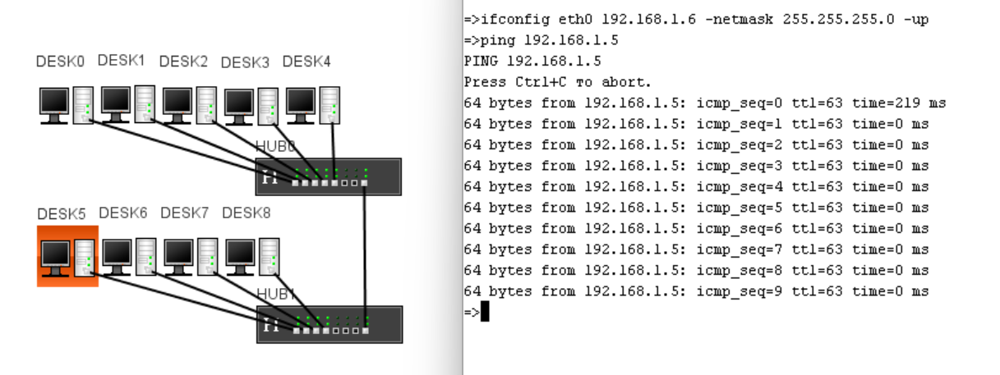 DESK0 DESK1 DESK2 DESK3 DESK4
HUB0
H
DESK5 DESK6 DESK7 DESK8
HUB1
H
=>ifconfig eth0 192.168.1.6 -netmask 255.255.255.0 -up
=>ping 192.168.1.5
PING 192.168.1.5
Press Ctrl+C то abort.
64 bytes from 192.168.1.5: icmp_seq=0 ttl=63 time=219 ms
64 bytes from 192.168.1.5: icmp_seq=1 ttl=63 time=0 ms
64 bytes from 192.168.1.5: icmp_seq=2 ttl=63 time=0 ms
64 bytes from 192.168.1.5: icmp_seq=3 ttl=63 time=0 ms
64 bytes from 192.168.1.5: icmp_seq=4 ttl=63 time=0 ms
64 bytes from 192.168.1.5: icmp_seq=5 ttl=63 time=0 ms
64 bytes from 192.168.1.5: icmp_seq=6 ttl=63 time=0 ms
64 bytes from 192.168.1.5: icmp_seq=7 ttl=63 time=0 ms
64 bytes from 192.168.1.5: icmp_seq=8 ttl=63 time=0 ms
64 bytes from 192.168.1.5: icmp_seq=9 ttl=63 time=0 ms
=>